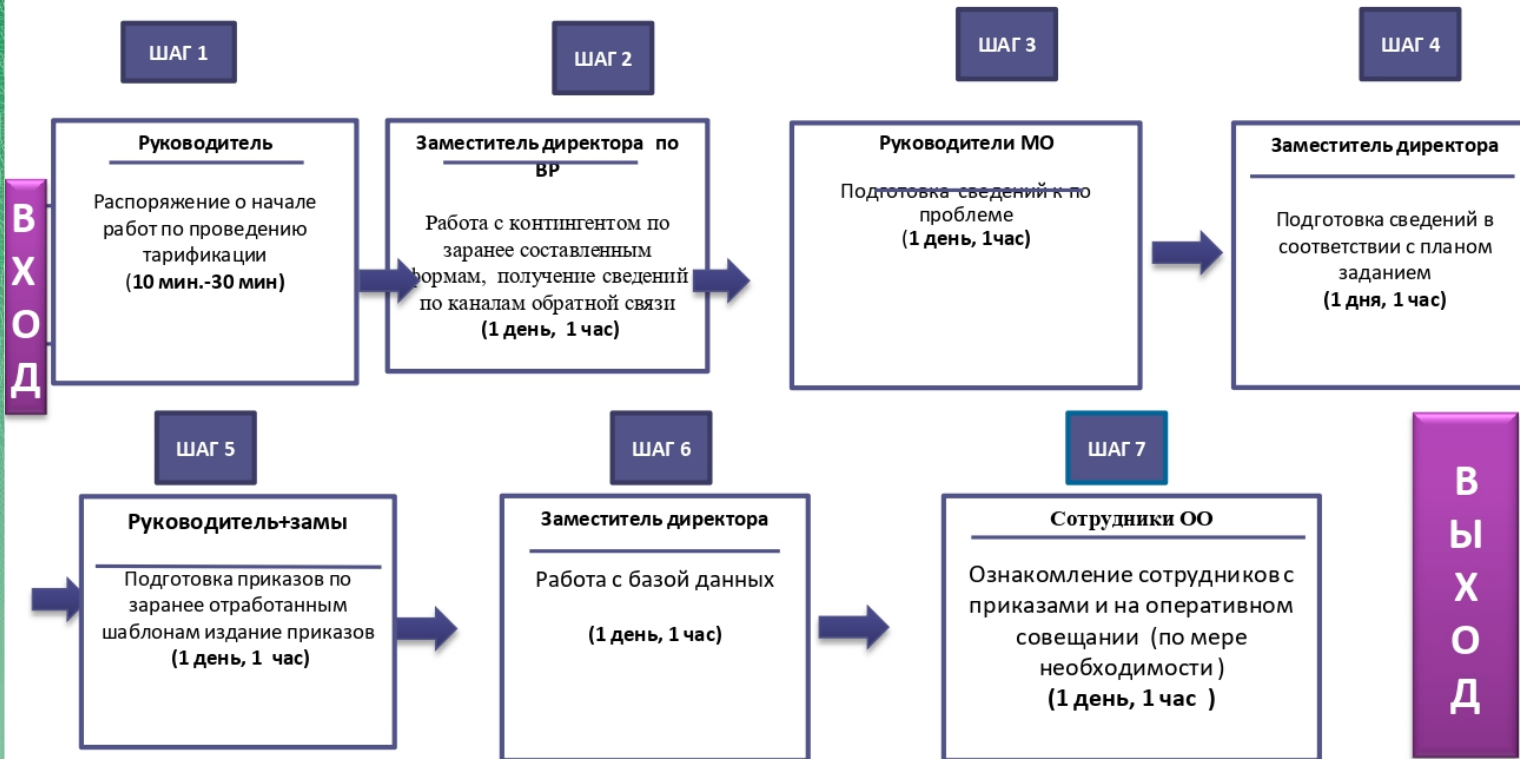 ШАГ 1
ШАГ 2
ШАГ 3
ШАГ 4
ВХОД
Руководитель
Распоряжение о начале
работ по проведению
тарификации
(10 мин.-30 мин)
Заместитель директора по
ВР
Работа с контингентом по
заранее составленным
формам, получение сведений
по каналам обратной связи
(1 день, 1 час)
Руководители МО
Подготовка сведений к по
проблеме
(1 день, 1час)
Заместитель директора
Подготовка сведений в
соответствии с планом
заданием
(1 дня, 1 час)
ШАГ 5
ШАГ 6
ШАГ 7
Руководитель+замы
Подготовка приказов по
заранее отработанным
шаблонам издание приказов
(1 день, 1 час)
Заместитель директора
Работа с базой данных
(1 день, 1 час)
Сотрудники ОО
Ознакомление сотрудников с
приказами и на оперативном
совещании (по мере
необходимости )
(1 день, 1 час )
ВЫХОД